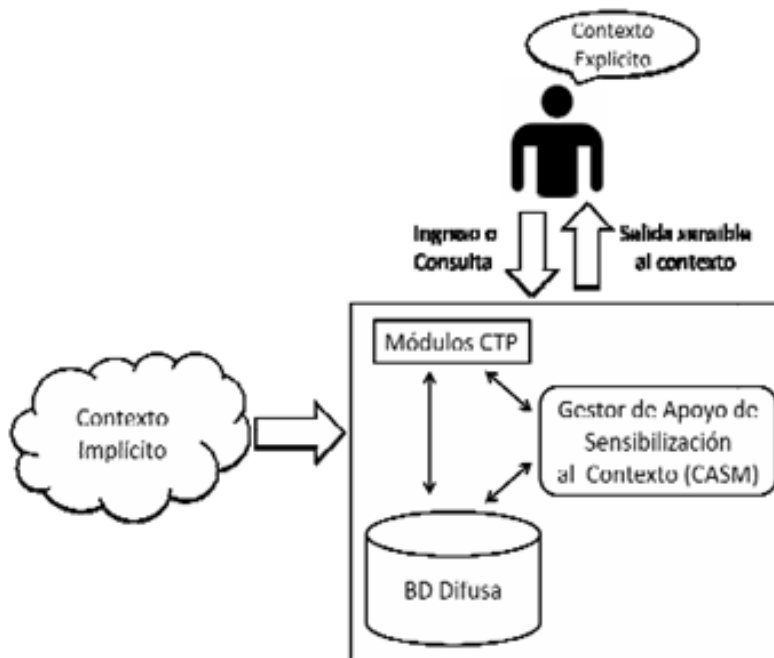 Contexto
Explícito
Ingreso o
Consulta
Salida sensible
al contexto
Módulos CTP
Contexto
Implícito
Gestor de Apoyo de
Sensibilización
al Contexto (CASM)
BD Difusa